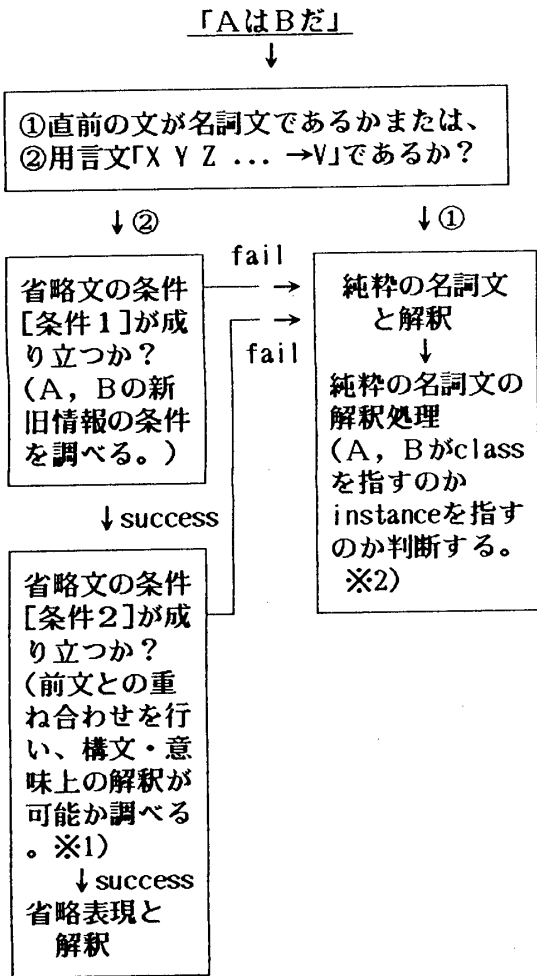 「AはBだ」
↓
①直前の文が名詞文であるかまたは、
②用言文「X Y Z ... →V」であるか？
↓②
↓①
fail
→
→
fail
省略文の条件
[条件1]が成
り立つか？
(A，Bの新
旧情報の条件
を調べる。)
↓success
省略文の条件
[条件2]が成
り立つか？
(前文との重
ね合わせを行
い、構文・意
味上の解釈が
可能か調べる
。※1)
↓success
省略表現と
解釈
純粋の名詞文
と解釈
↓
純粋の名詞文の
解釈処理
(A，Bがclass
を指すのか
instanceを指す
のか判断する。
※2)